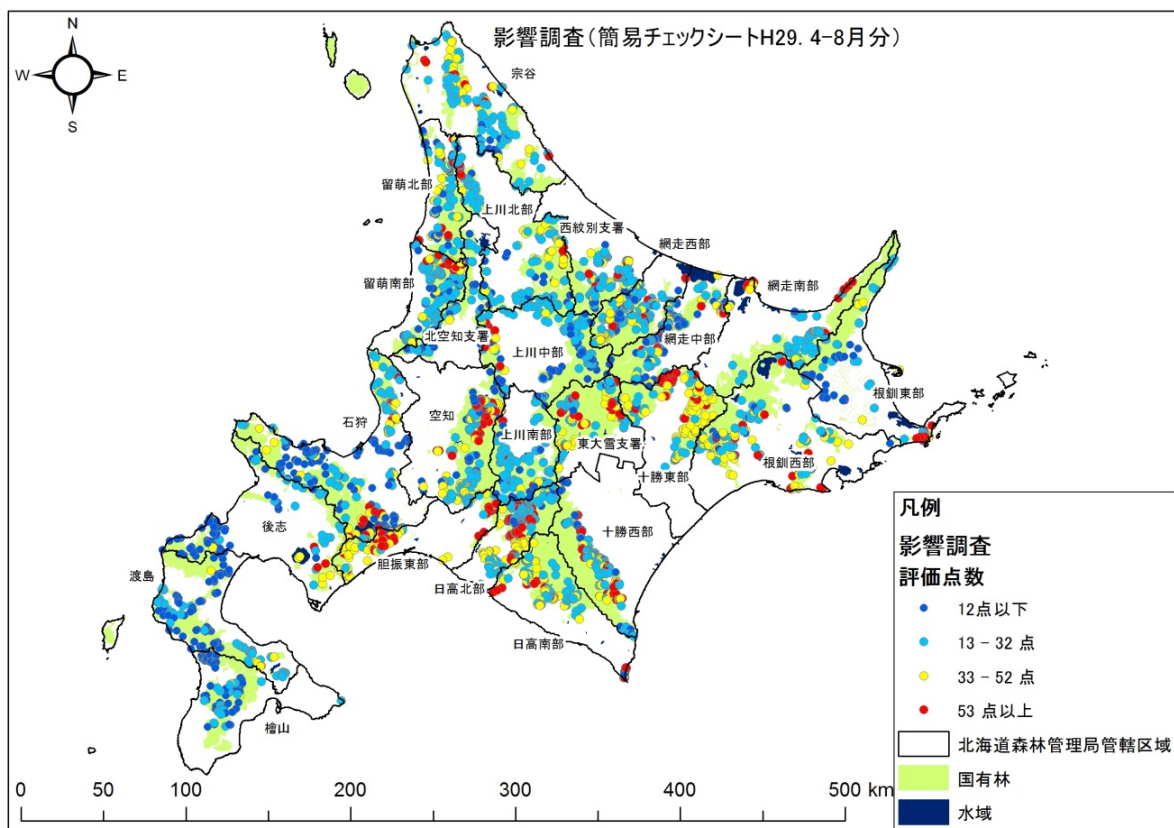 影響調査(簡易チェックシートH29. 4-8月分)
N
W
E
S
宗谷
留萌北部
上川北部
西紋別支署
網走西部
網走南部
留萌南部
北空知支署
上川中部
網走中部
根釧東部
石狩
空知
上川南部
東大雪支署
十勝東部
根釧西部
後志
十勝西部
胆振東部
渡島
日高北部
日高南部
檜山
凡例
影響調査
評価点数
12点以下
13 - 32 点
33 - 52 点
53 点以上
北海道森林管理局管轄区域
国有林
水域
0 50 100 200 300 400 500 km